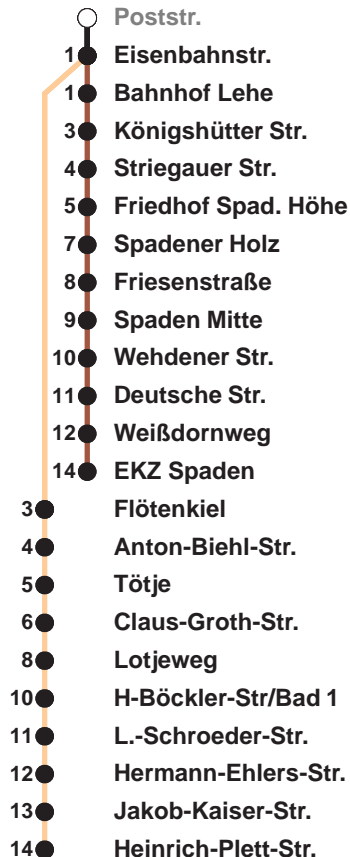 Poststr.
1 Eisenbahnstr.
1 Bahnhof Lehe
3 Königshütter Str.
4 Striegauer Str.
5 Friedhof Spad. Höhe
7 Spadener Holz
8 Friesenstraße
9 Spaden Mitte
10 Wehdener Str.
11 Deutsche Str.
12 Weißdornweg
14 EKZ Spaden
3 Flötenkiel
4 Anton-Biehl-Str.
5 Tötje
6 Claus-Groth-Str.
8 Lotjeweg
10 H-Böckler-Str/Bad 1
11 L.-Schroeder-Str.
12 Hermann-Ehlers-Str.
13 Jakob-Kaiser-Str.
14 Heinrich-Plett-Str.